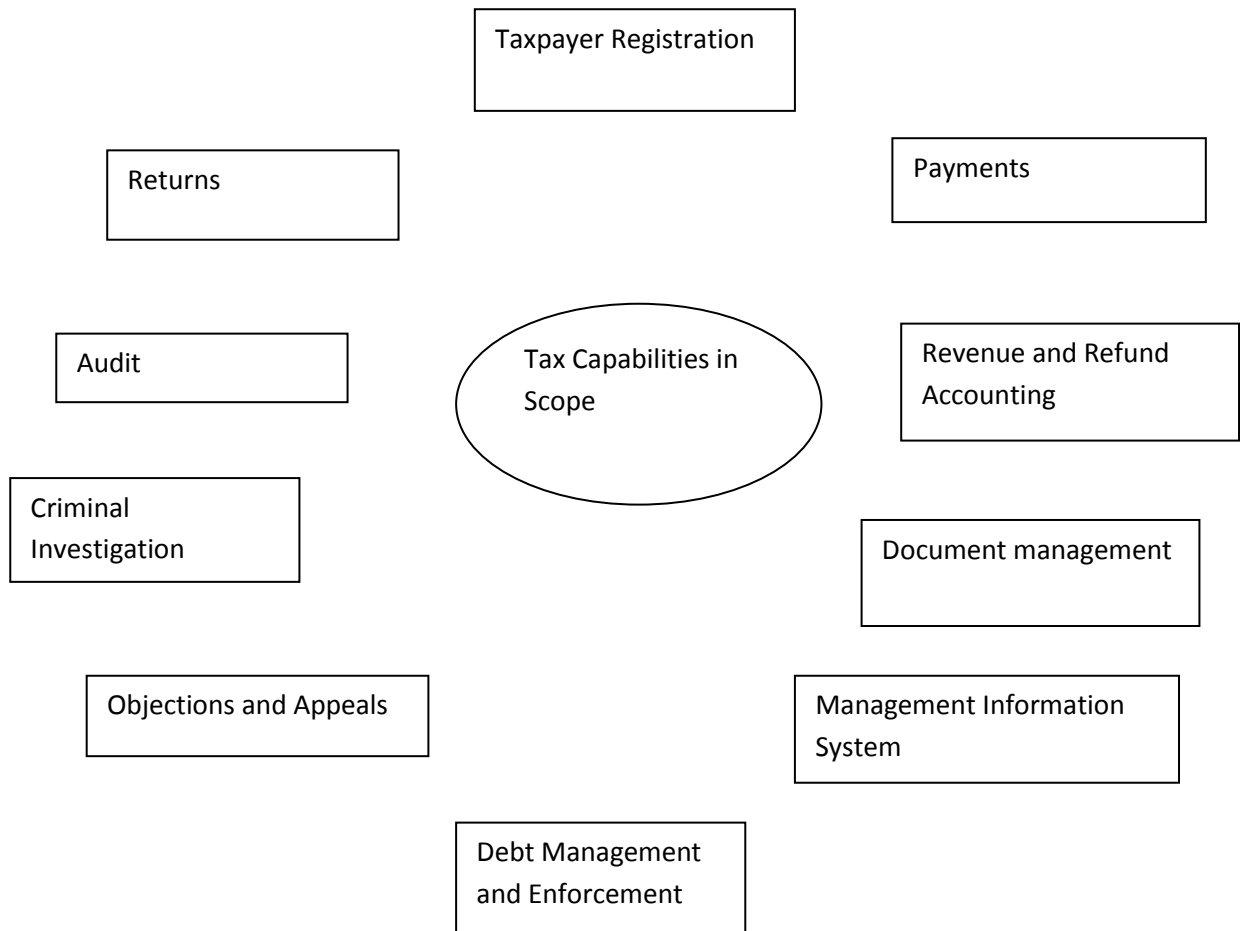 Taxpayer Registration
Returns
Payments
Audit
Tax Capabilities in
Scope
Revenue and Refund
Accounting
Criminal
Investigation
Document management
Objections and Appeals
Management Information
System
Debt Management
and Enforcement